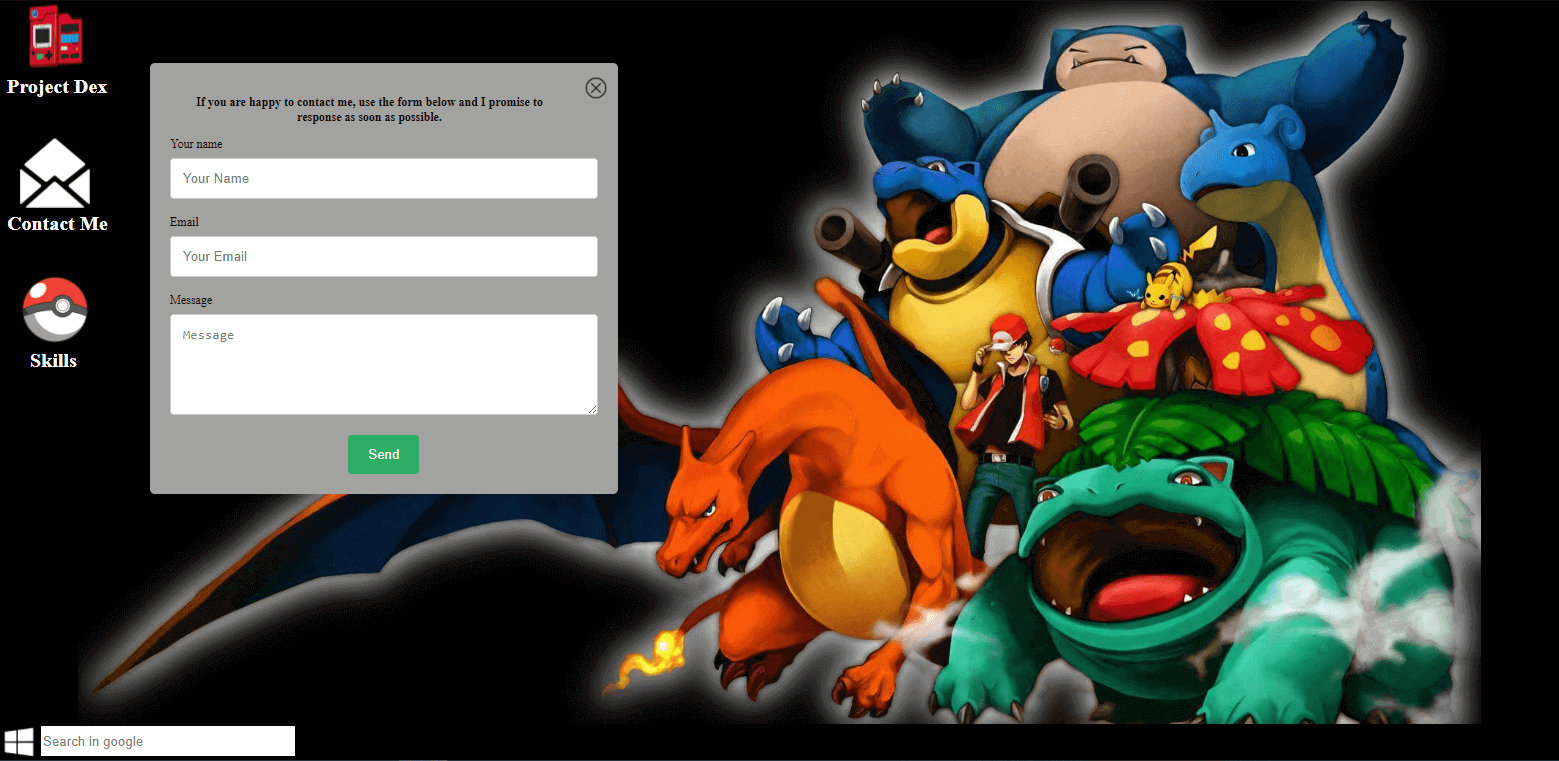 Project Dex
Contact Me
Skills
If you are happy to contact me, use the form below and I promise to
response as soon as possible.
Your name
Your Name
Email
Your Email
Message
Message
Send
Search in google